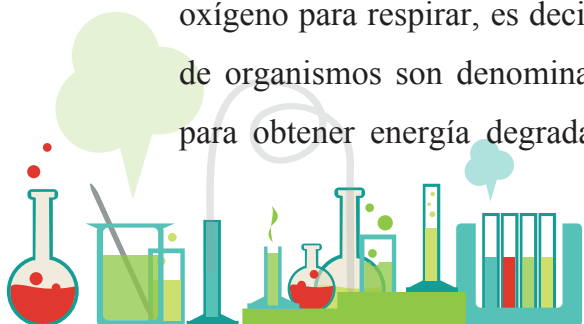 oxígeno para respirar, es deci
de organismos son denomina
para obtener energía degrada